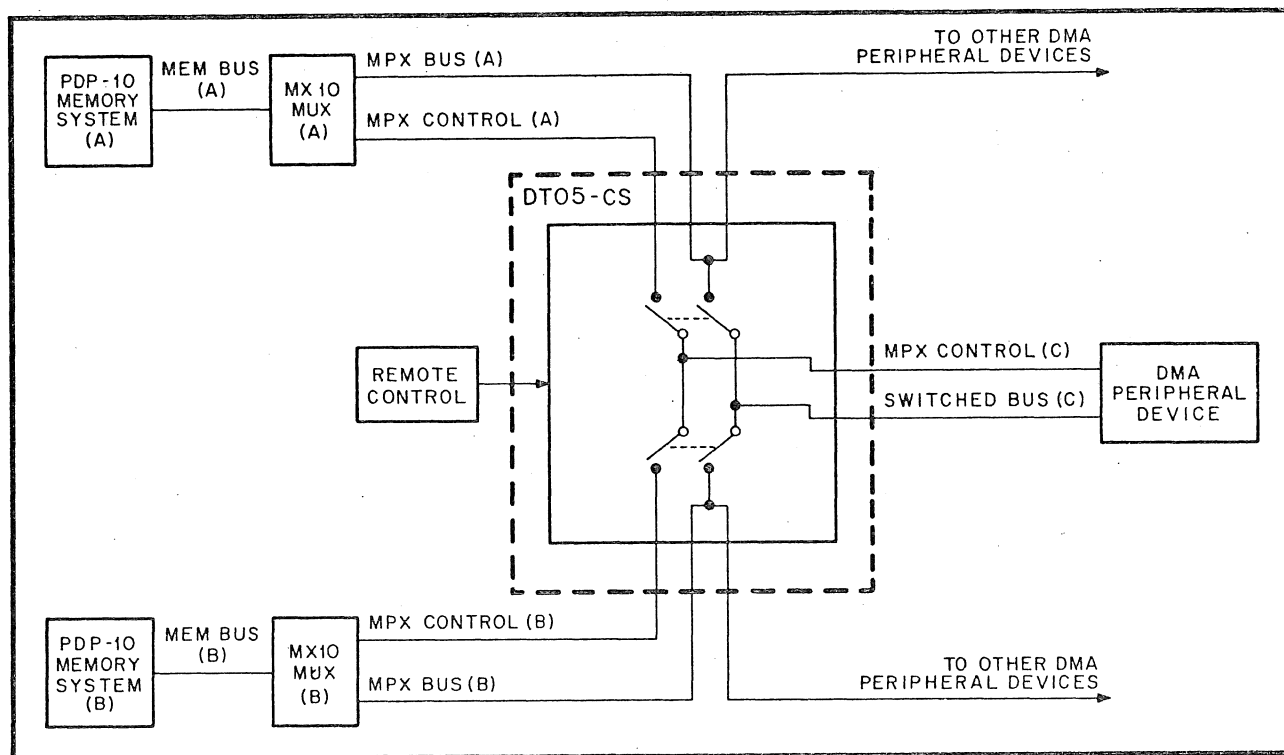 TO OTHER DMA
PERIPHERAL DEVICES
PDP-10
MEMORY
SYSTEM
(A)
MEM BUS
(A)
MX10
MUX
(A)
MPX BUS (A)
MPX CONTROL (A)
DT05-CS
REMOTE
CONTROL
MPX CONTROL (C)
SWITCHED BUS (C)
DMA
PERIPHERAL
DEVICE
PDP-10
MEMORY
SYSTEM
(B)
MEM BUS
(B)
MX10
MUX
(B)
MPX CONTROL (B)
MPX BUS (B)
TO OTHER DMA
PERIPHERAL DEVICES